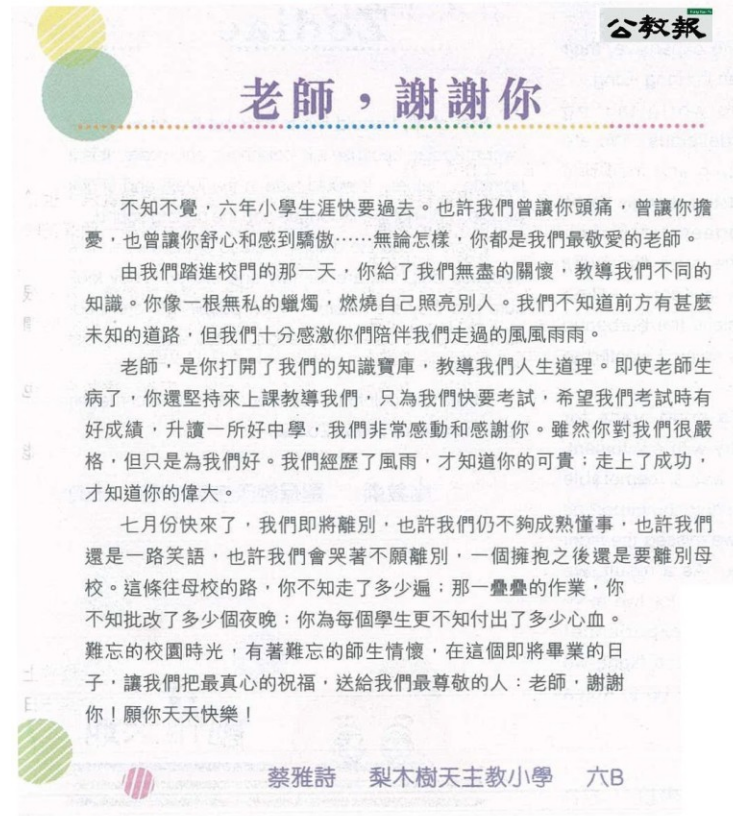 公教報
老師，謝謝你
不知不覺，六年小學生涯快要過去。也許我們曾讓你頭痛，曾讓你擔
憂，也曾讓你舒心和感到驕傲……無論怎樣，你都是我們最敬愛的老師。
由我們踏進校門的那一天，你給了我們無盡的關懷，教導我們不同的
知識。你像一根無私的蠟燭，燃燒自己照亮別人。我們不知道前方有甚麼
未知的道路，但我們十分感激你們陪伴我們走過的風風雨雨。
老師，是你打開了我們的知識寶庫，教導我們人生道理。即使老師生
病了，你還堅持來上課教導我們，只為我們快要考試，希望我們考試時有
好成績，升讀一所好中學，我們非常感動和感謝你。雖然你對我們很嚴
格，但只是為我們好。我們經歷了風雨，才知道你的可貴；走上了成功，
才知道你的偉大。
七月份快來了，我們即將離別，也許我們仍不夠成熟懂事，也許我們
還是一路笑語，也許我們會哭著不願離別，一個擁抱之後還是要離別母
校。這條往母校的路，你不知走了多少遍；那一疊疊的作業，你
不知批改了多少個夜晚；你為每個學生更不知付出了多少心血。
難忘的校園時光，有著難忘的師生情懷，在這個即將畢業的日
子，讓我們把最真心的祝福，送給我們最尊敬的人：老師，謝謝
你！願你天天快樂！
蔡雅詩 梨木樹天主教小學 六B